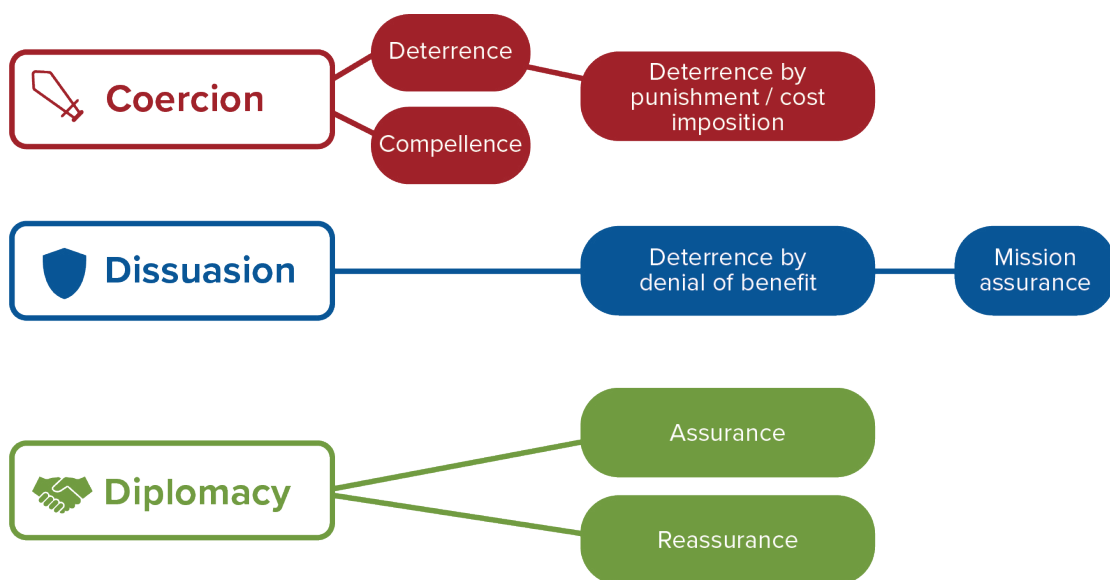 Coercion
Deterrence
Compellence
Deterrence by
punishment / cost
imposition
Dissuasion
Deterrence by
denial of benefit
Mission
assurance
Diplomacy
Assurance
Reassurance